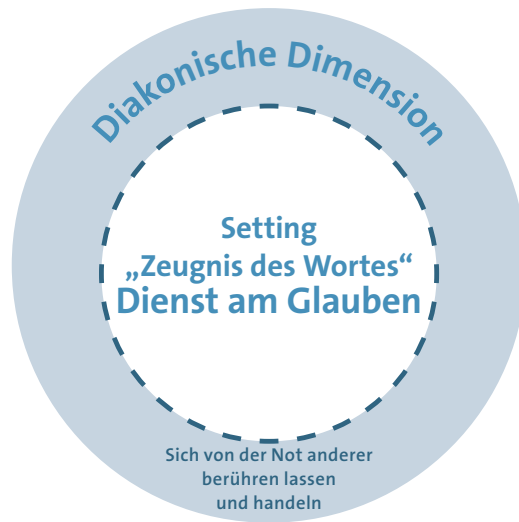 Diakonische Dimension
Setting
„Zeugnis des Wortes“
Dienst am Glauben
Sich von der Not anderer
berühren lassen
und handeln